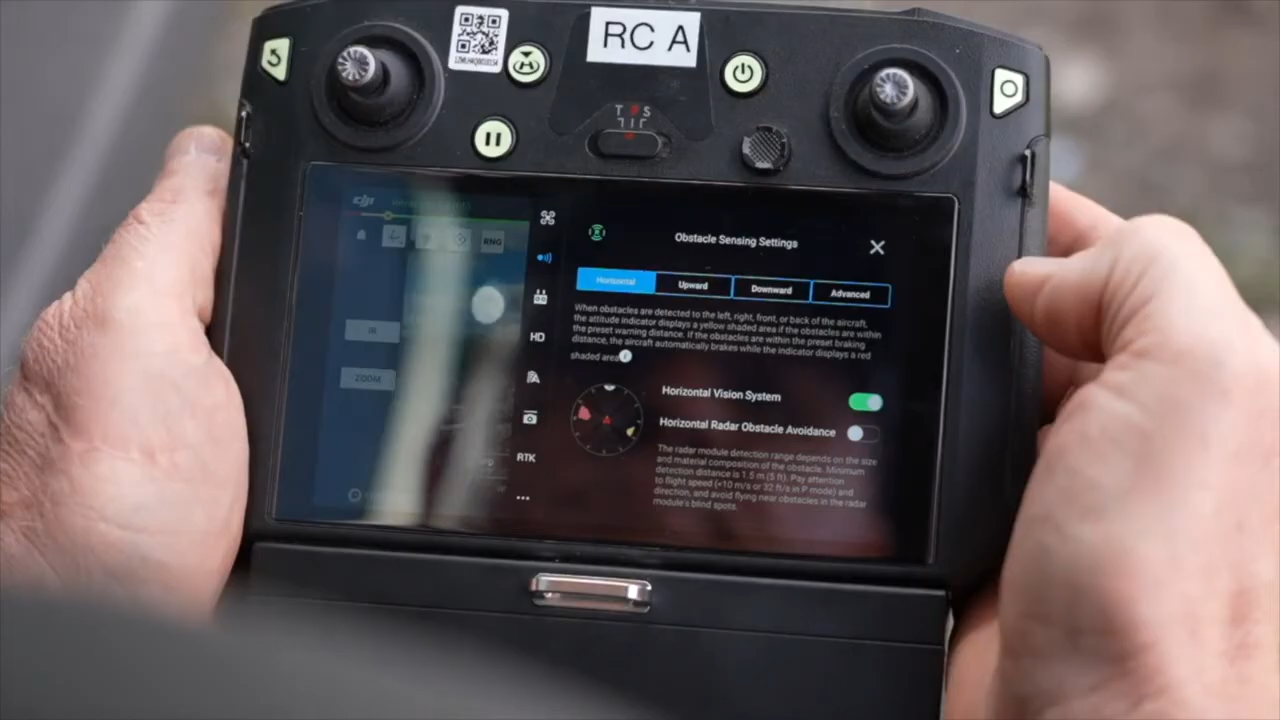 RC A
T P S
dji
RNG
Obstacle Sensing Settings
Horizontal
Upward
Downward
Advanced
When obstacles are detected to the left, right, front, or back of the aircraft,
the attitude indicator displays a yellow shaded area if the obstacles are within
the preset warning distance. If the obstacles are within the preset braking
distance, the aircraft automatically brakes while the indicator displays a red
shaded area
HD
IR
ZOOM
Horizontal Vision System
Horizontal Radar Obstacle Avoidance
The radar module detection range depends on the size
and material composition of the obstacle. Minimum
detection distance is 1.5 m (5 ft). Pay attention
to flight speed (<10 m/s or 32 ft/s in P mode) and
direction, and avoid flying near obstacles in the radar
module's blind spots.
RTK